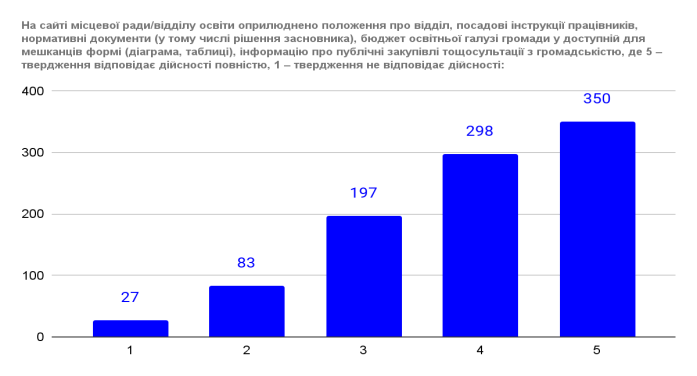 На сайті місцевої ради/відділу освіти оприлюднено положення про відділ, посадові інструкції працівників,
нормативні документи (у тому числі рішення засновника), бюджет освітньої галузі громади у доступній для
мешканців формі (діаграма, таблиці), інформацію про публічні закупівлі тощосультації з громадськістю, де 5 –
твердження відповідає дійсності повністю, 1 – твердження не відповідає дійсності:
400
350
298
300
197
200
83
100
27
0
1 2 3 4 5